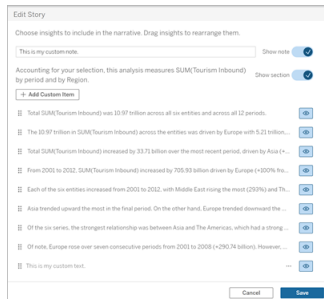 Edit Story
Choose insights to include in the narrative. Drag insights to rearrange them.
This is my custom note.
Show note
Accounting for your selection, this analysis measures SUM(Tourism Inbound)
by period and by Region.
Show section
+ Add Custom Item
Total SUM(Tourism Inbound) was 10.97 trillion across all six entities and across all 12 periods.
The 10.97 trillion in SUM(Tourism Inbound) across the entities was driven by Europe with 5.21 trillion,...
Total SUM(Tourism Inbound) increased by 33.71 billion over the most recent period, driven by Asia (+...
From 2001 to 2012, SUM(Tourism Inbound) increased by 705.93 billion driven by Europe (+100% fro...
Each of the six entities increased from 2001 to 2012, with Middle East rising the most (293%) and Th...
Asia trended upward the most in the final period. On the other hand, Europe trended downward the ...
Of the six series, the strongest relationship was between Asia and The Americas, which had a strong ...
Of note, Europe rose over seven consecutive periods from 2001 to 2008 (+290.74 billion). However, ...
This is my custom text.
Cancel
Save